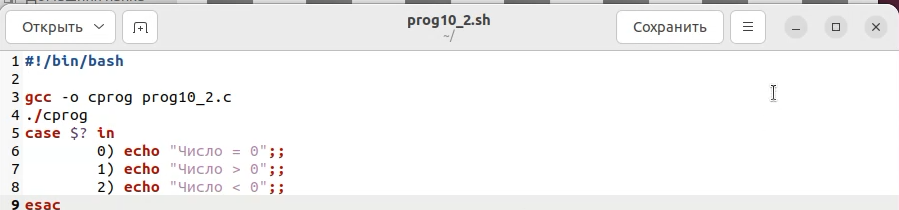 Открыть
prog10_2.sh
~/
Сохранить
1 #!/bin/bash
2
3 gcc -o cprog prog10_2.c
4 ./cprog
5 case $? in
6         0) echo "Число = 0";;
7         1) echo "Число > 0";;
8         2) echo "Число < 0";;
9 esac